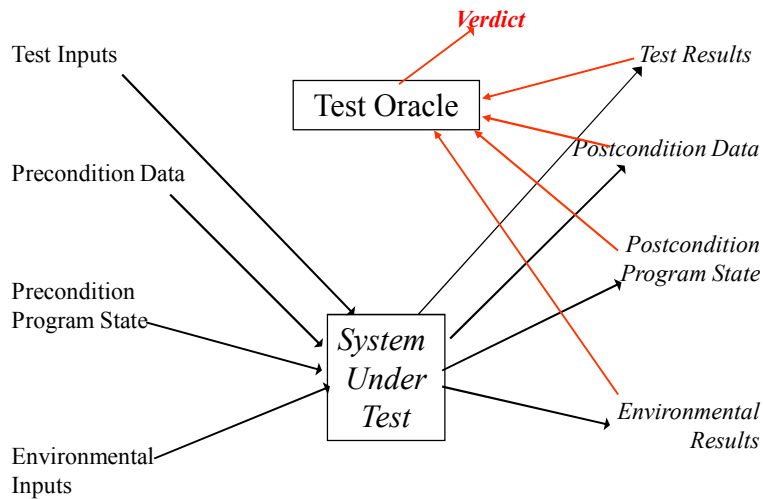 Verdict
Test Inputs
Test Results
Test Oracle
Postcondition Data
Precondition Data
Postcondition
Program State
Precondition
Program State
System
Under
Test
Environmental
Results
Environmental
Inputs